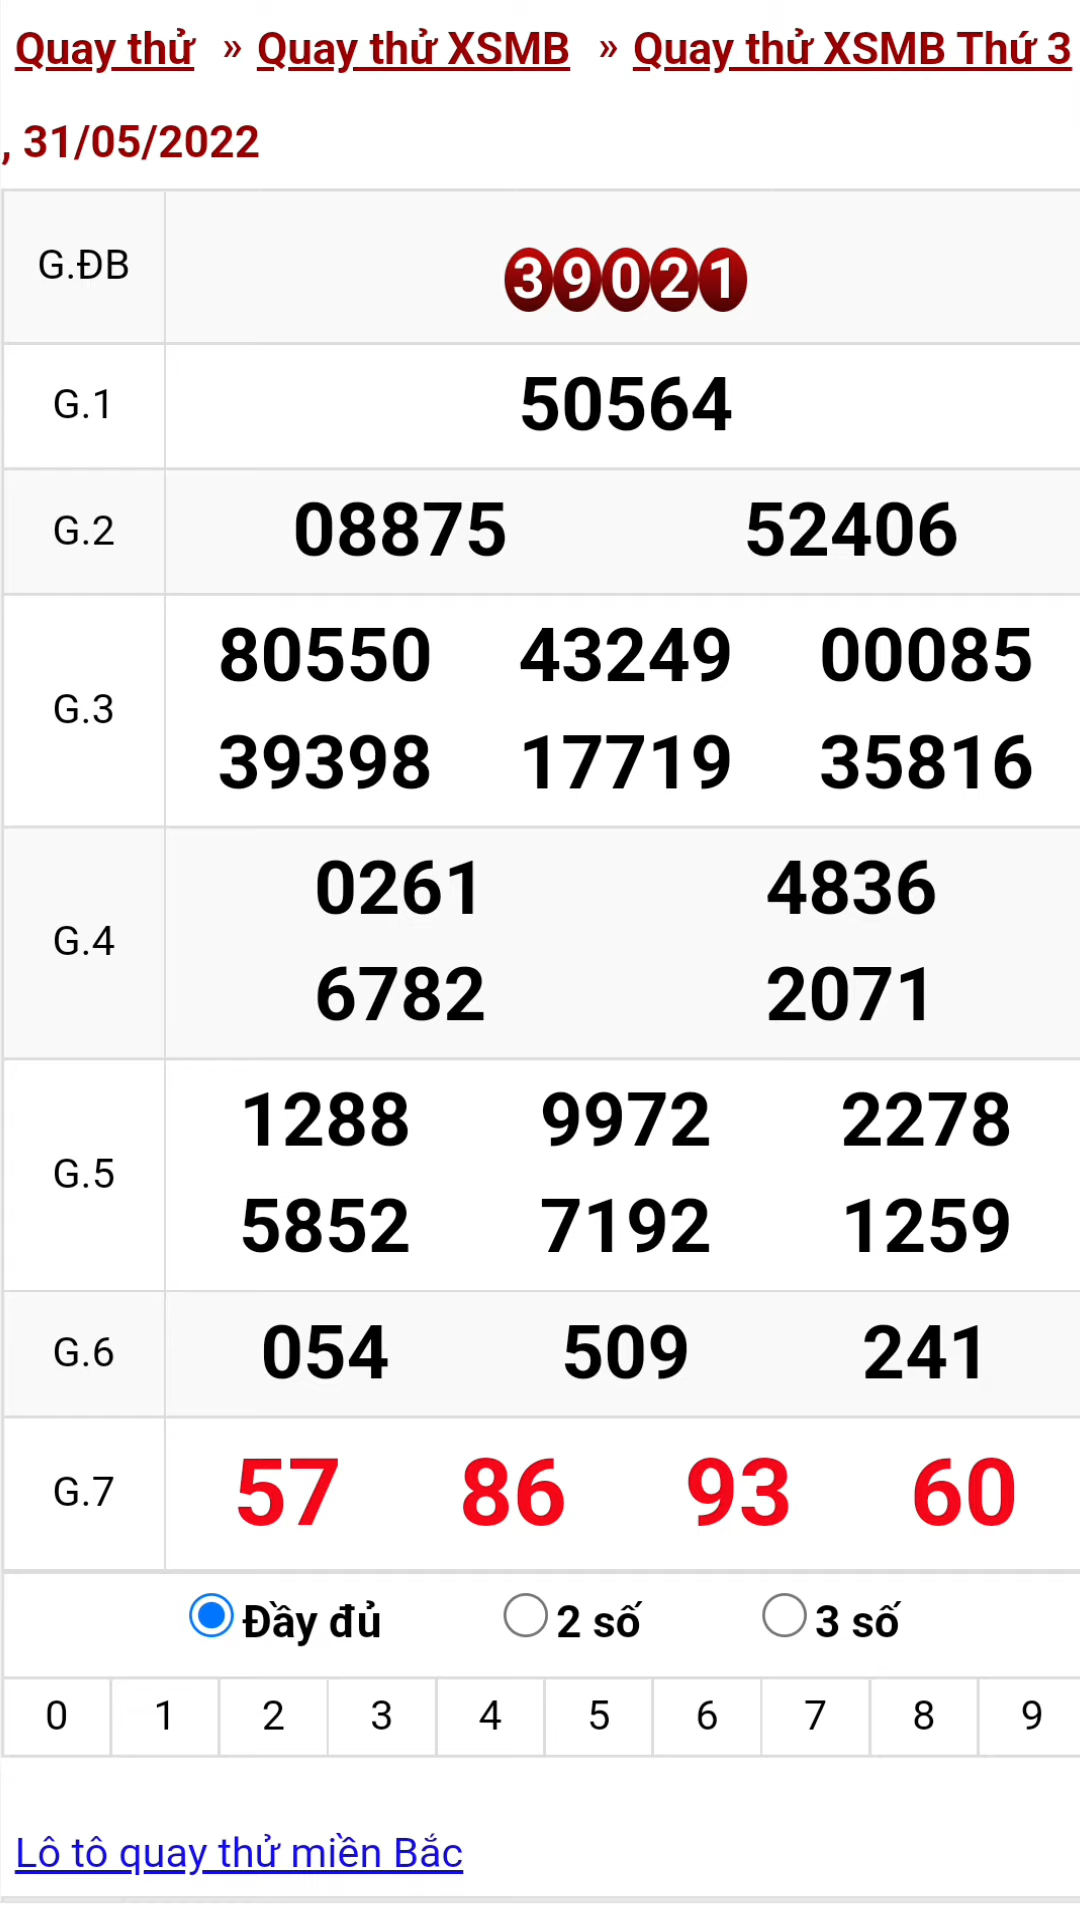 Quay thử » Quay thử XSMB » Quay thử XSMB Thứ 3
, 31/05/2022
G.ĐB 39021
G.1 50564
G.2 08875 52406
G.3 80550 43249 00085
39398 17719 35816
G.4 0261 4836
6782 2071
G.5 1288 9972 2278
5852 7192 1259
G.6 054 509 241
G.7 57 86 93 60
Đầy đủ 2 số 3 số
0 1 2 3 4 5 6 7 8 9
Lô tô quay thử miền Bắc